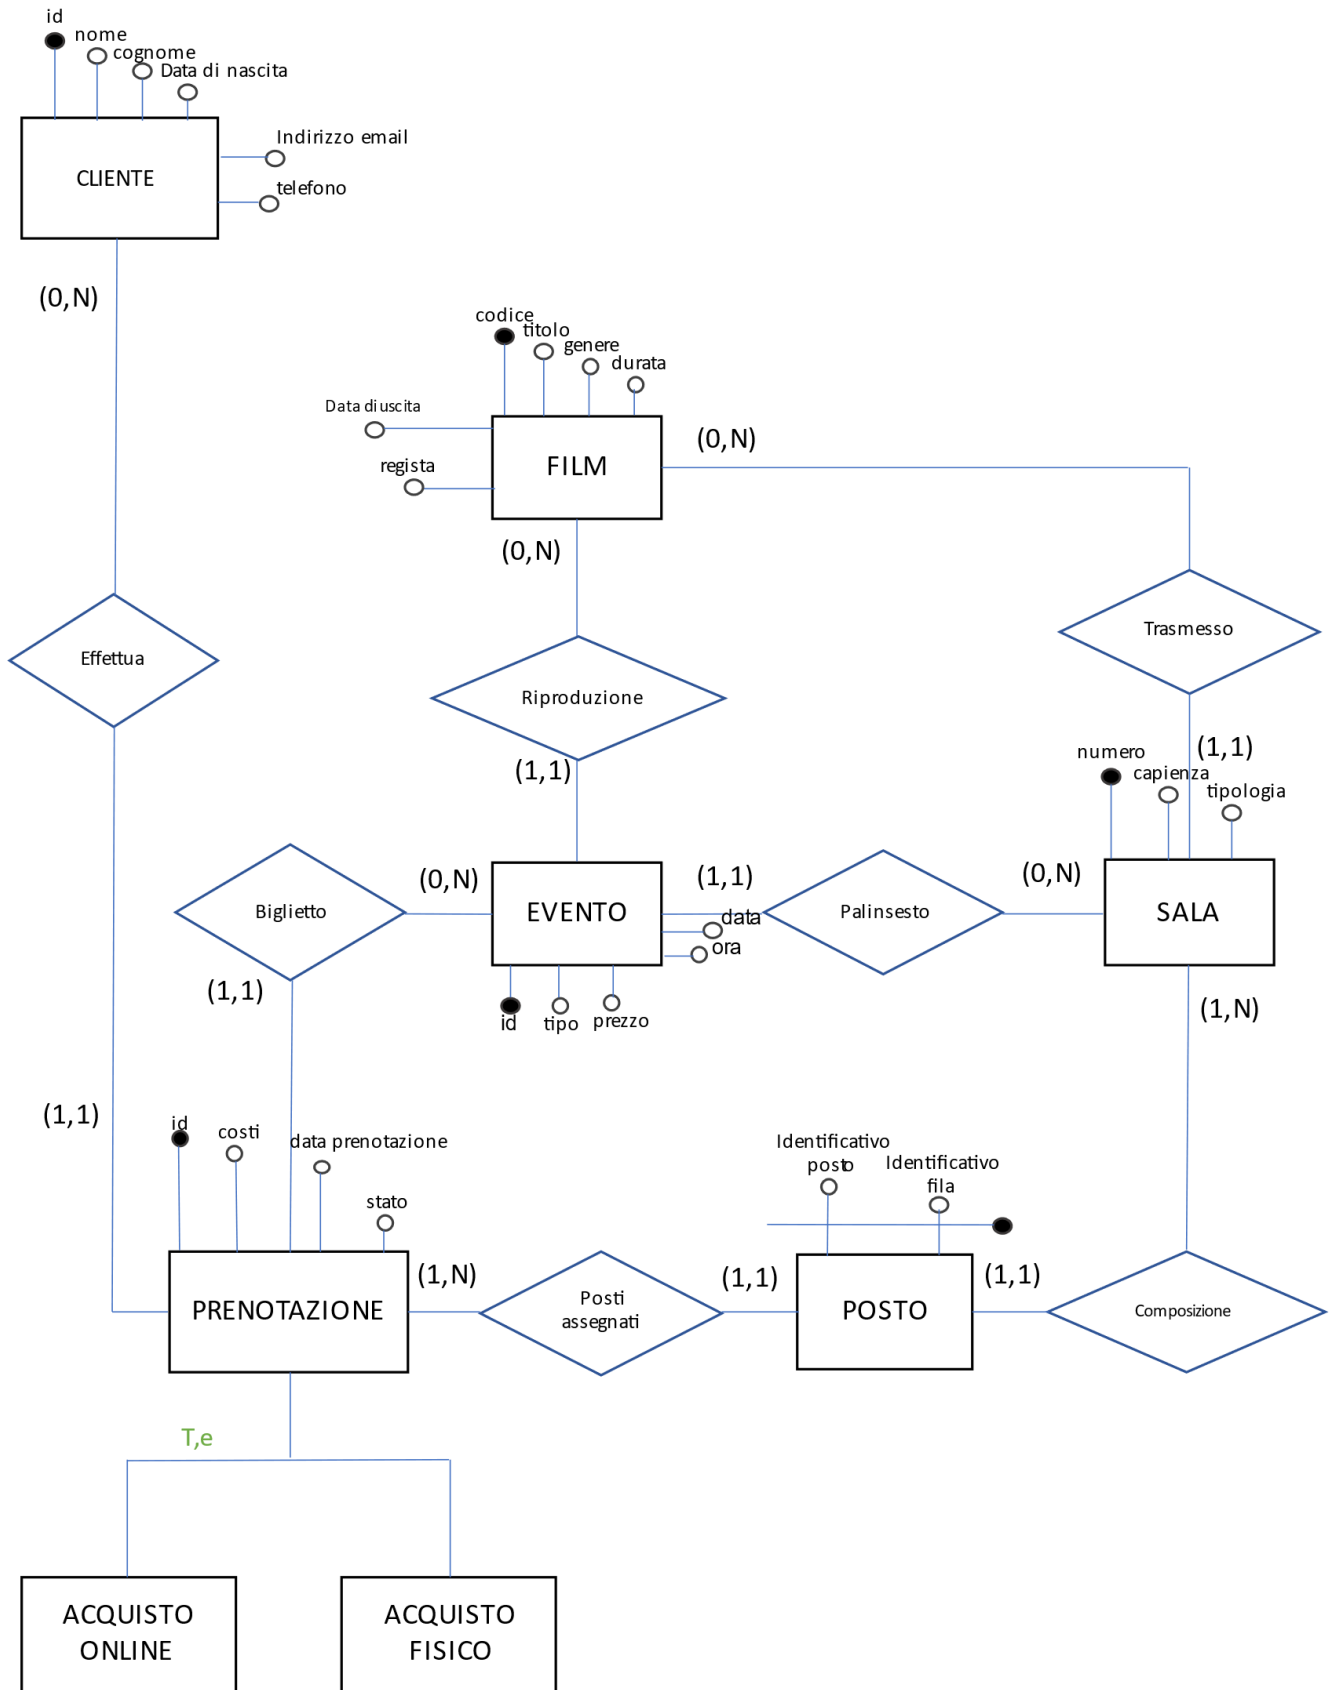 id
nome
cognome
Data di nascita
Indirizzo email
CLIENTE
telefono
(0,N)
codice
titolo
genere
durata
Data di uscita
(0,N)
regista
FILM
(0,N)
Trasmesso
Effettua
Riproduzione
(1,1)
numero
(1,1)
capienza
tipologia
(0,N)
(1,1)
(0,N)
Biglietto
EVENTO
data
Palinsesto
SALA
ora
(1,1)
id
tipo
prezzo
(1,N)
(1,1)
id
costi
data prenotazione
Identificativo
posto
Identificativo
fila
stato
(1,N)
(1,1)
(1,1)
PRENOTAZIONE
Posti
assegnati
POSTO
Composizione
T,e
ACQUISTO
ONLINE
ACQUISTO
FISICO